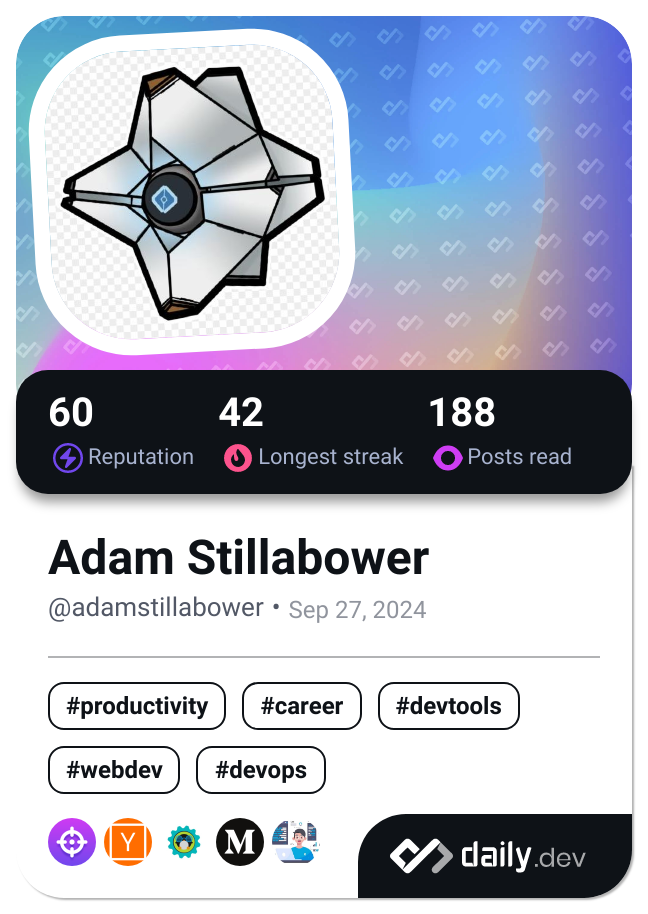 60 42 188
Reputation Longest streak Posts read
Adam Stillabower
@adamstillabower • Sep 27, 2024
#productivity #career #devtools
#webdev #devops
Y M
daily.dev